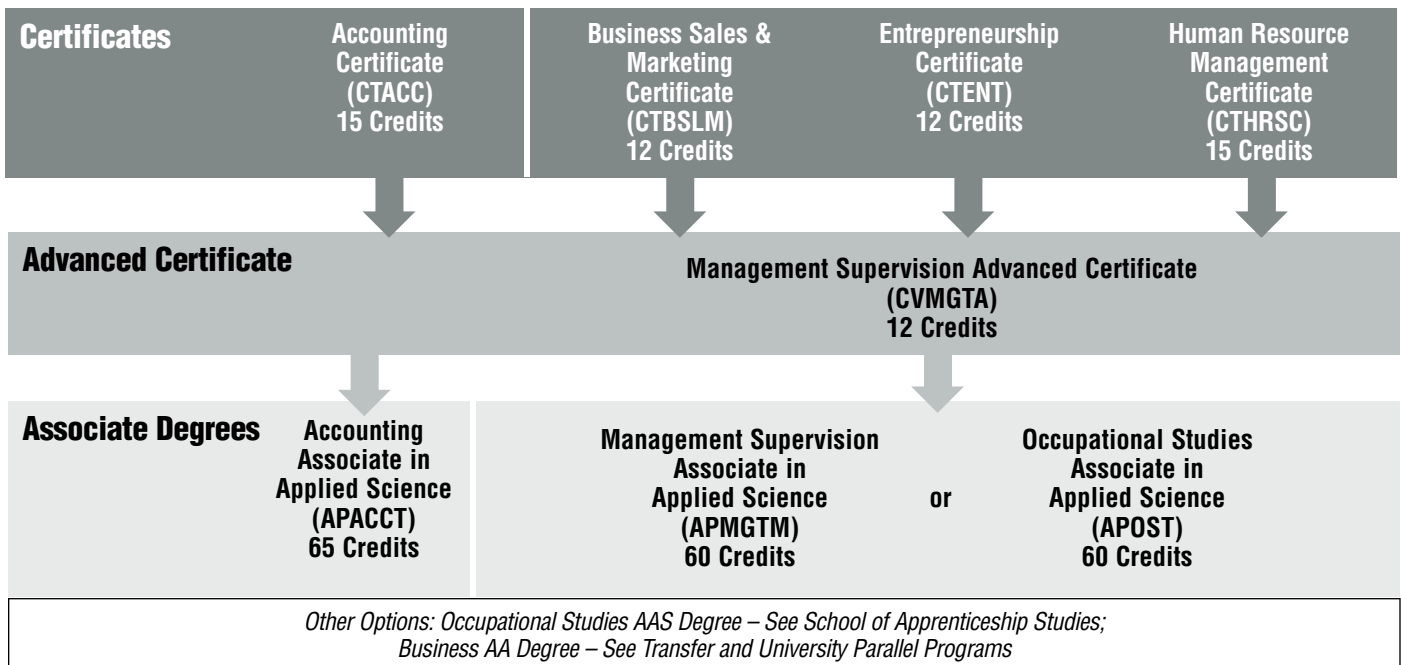 Certificates
Accounting
Certificate
(CTACC)
15 Credits
Business Sales &
Marketing
Certificate
(CTBSLM)
12 Credits
Entrepreneurship
Certificate
(CTENT)
12 Credits
Human Resource
Management
Certificate
(CTHRSC)
15 Credits
Advanced Certificate
Management Supervision Advanced Certificate
(CVMGTA)
12 Credits
Associate Degrees
Accounting
Associate in
Applied Science
(APACCT)
65 Credits
Management Supervision
Associate in
Applied Science
(APMGTM)
60 Credits
or
Occupational Studies
Associate in
Applied Science
(APOST)
60 Credits
Other Options: Occupational Studies AAS Degree – See School of Apprenticeship Studies;
Business AA Degree – See Transfer and University Parallel Programs